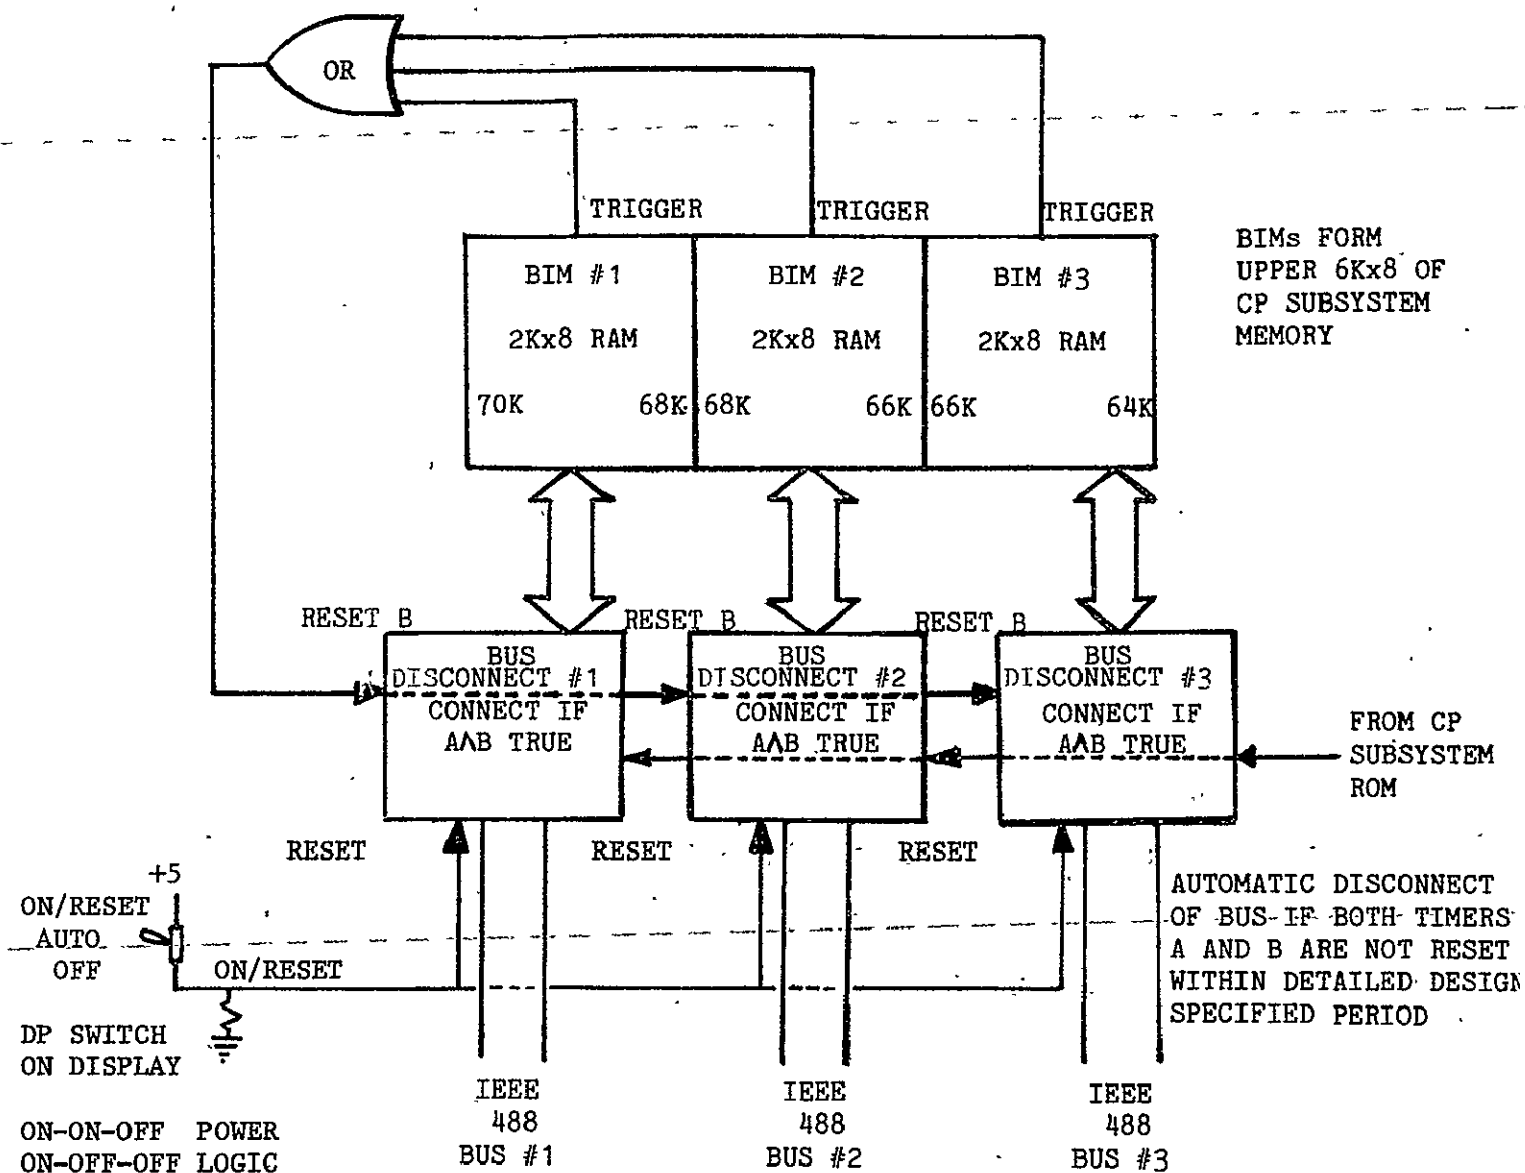 OR
TRIGGER
TRIGGER
TRIGGER
BIM #1
2Kx8 RAM
70K
68K
BIM #2
2Kx8 RAM
68K
66K
BIM #3
2Kx8 RAM
66K
64K
BIMs FORM
UPPER 6Kx8 OF
CP SUBSYSTEM
MEMORY
RESET B
RESET B
RESET B
BUS
DISCONNECT #1
CONNECT IF
AΛB TRUE
BUS
DISCONNECT #2
CONNECT IF
AΛB TRUE
BUS
DISCONNECT #3
CONNECT IF
AΛB TRUE
FROM CP
SUBSYSTEM
ROM
RESET
RESET
RESET
+5
ON/RESET
AUTO
OFF
ON/RESET
DP SWITCH
ON DISPLAY
ON-ON-OFF POWER
ON-OFF-OFF LOGIC
IEEE
488
BUS #1
IEEE
488
BUS #2
IEEE
488
BUS #3
AUTOMATIC DISCONNECT
OF BUS IF BOTH TIMERS
A AND B ARE NOT RESET
WITHIN DETAILED DESIGN
SPECIFIED PERIOD